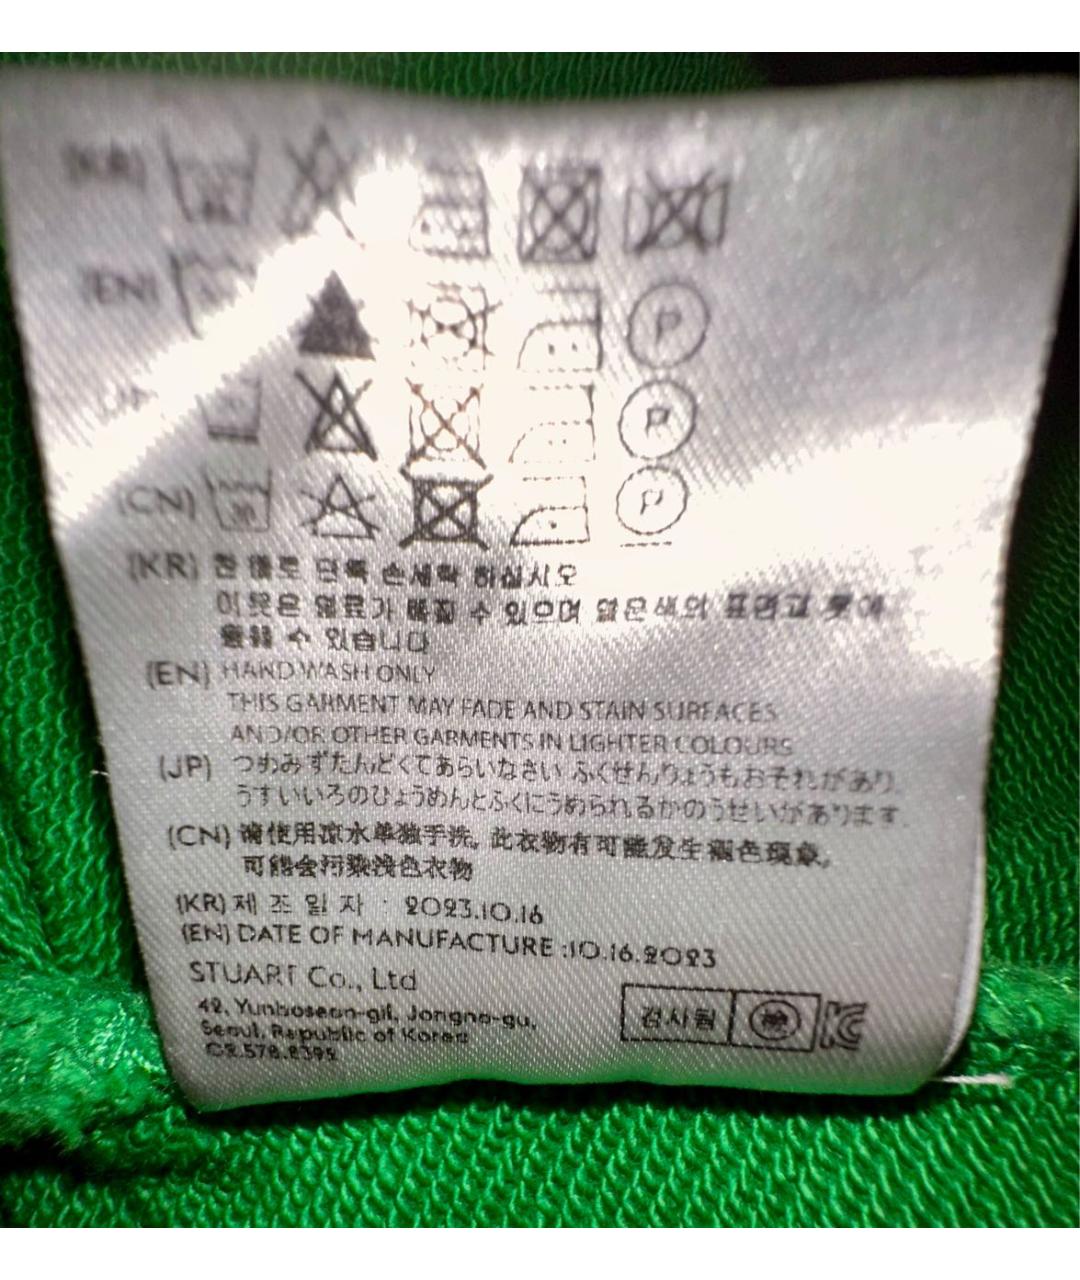 (KR)
(EN)
P
P
(CN) 30
P
(KR) 찬 물로 단독 손세탁 하십시오
이 옷은 염료가 빠질 수 있으며 옅은색의 표면과 옷에
물들 수 있습니다
(EN) HAND WASH ONLY
THIS GARMENT MAY FADE AND STAIN SURFACES
AND/OR OTHER GARMENTS IN LIGHTER COLOURS
(JP) つめみずたんどくてあらいなさい ふくせんりょうもおそれがあり
うすいいろのひょうめんとふくにうめられるかのうせいがあります
(CN) 请使用凉水单独手洗, 此衣物有可能发生褪色现象,
可能会污染浅色衣物
(KR) 제 조 일 자 : 2023.10.16
(EN) DATE OF MANUFACTURE :10.16.2023
STUART Co., Ltd
42, Yunboseon-gil, Jongno-gu,
Seoul, Republic of Korea
02.578.8399
검사필 檢 KC